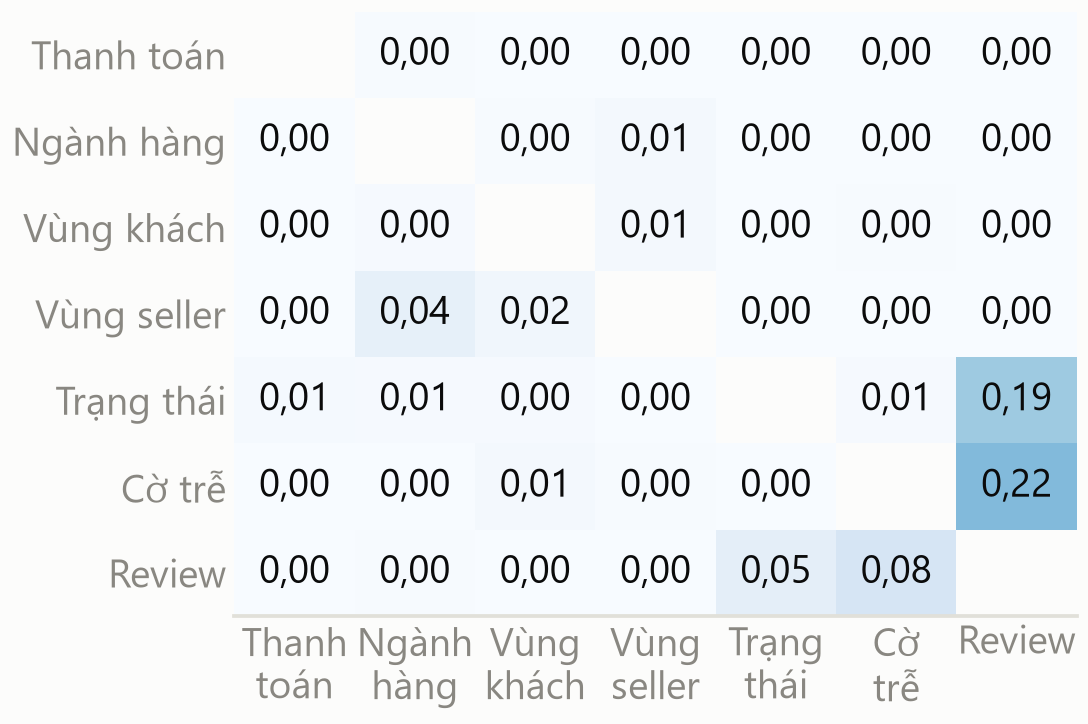 Thanh toán 0,00 0,00 0,00 0,00 0,00 0,00
Ngành hàng 0,00 0,00 0,01 0,00 0,00 0,00
Vùng khách 0,00 0,00 0,01 0,00 0,00 0,00
Vùng seller 0,00 0,04 0,02 0,00 0,00 0,00
Trạng thái 0,01 0,01 0,00 0,00 0,01 0,19
Cờ trễ 0,00 0,00 0,01 0,00 0,00 0,22
Review 0,00 0,00 0,00 0,00 0,05 0,08
Thanh Ngành Vùng Vùng Trạng Cờ Review
toán hàng khách seller thái trễ